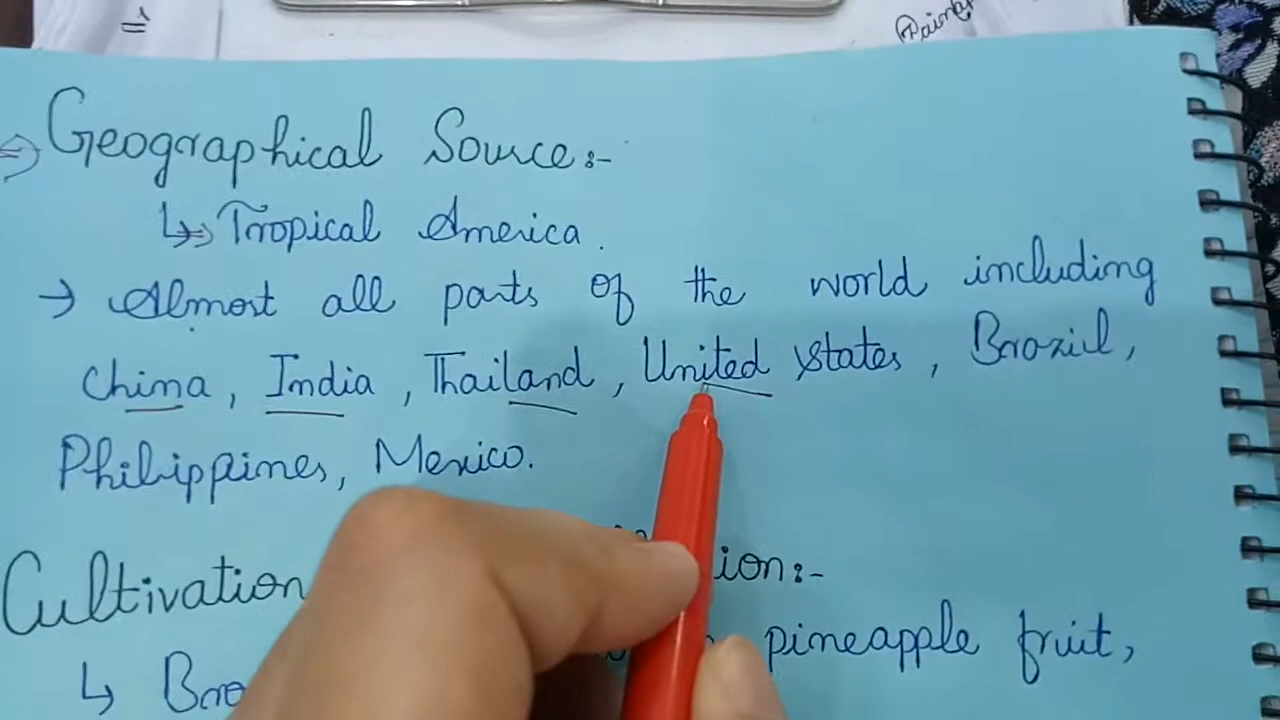 Geographical Source:-
Tropical America.
→ Almost all parts of the world including
China, India, Thailand, United States, Brazil,
Philippines, Mexico.
Cultivation
pineapple fruit,